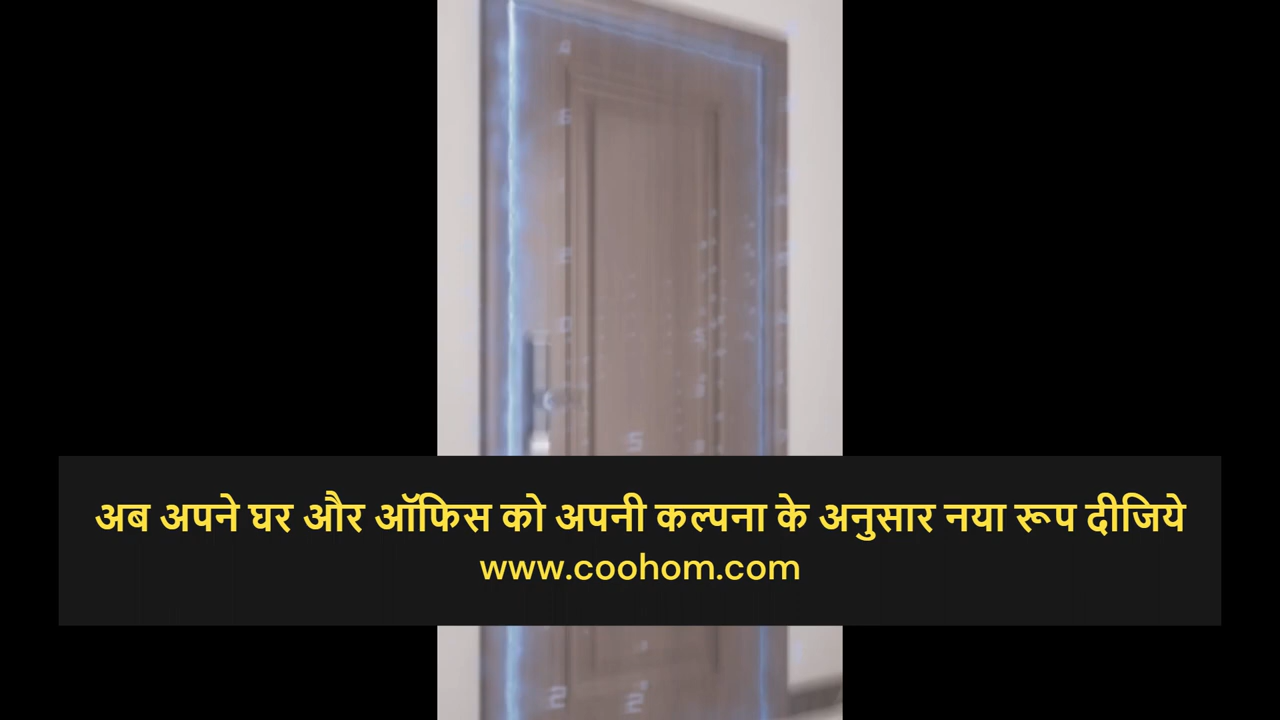 अब अपने घर और ऑफिस को अपनी कल्पना के अनुसार नया रूप दीजिये
www.coohom.com